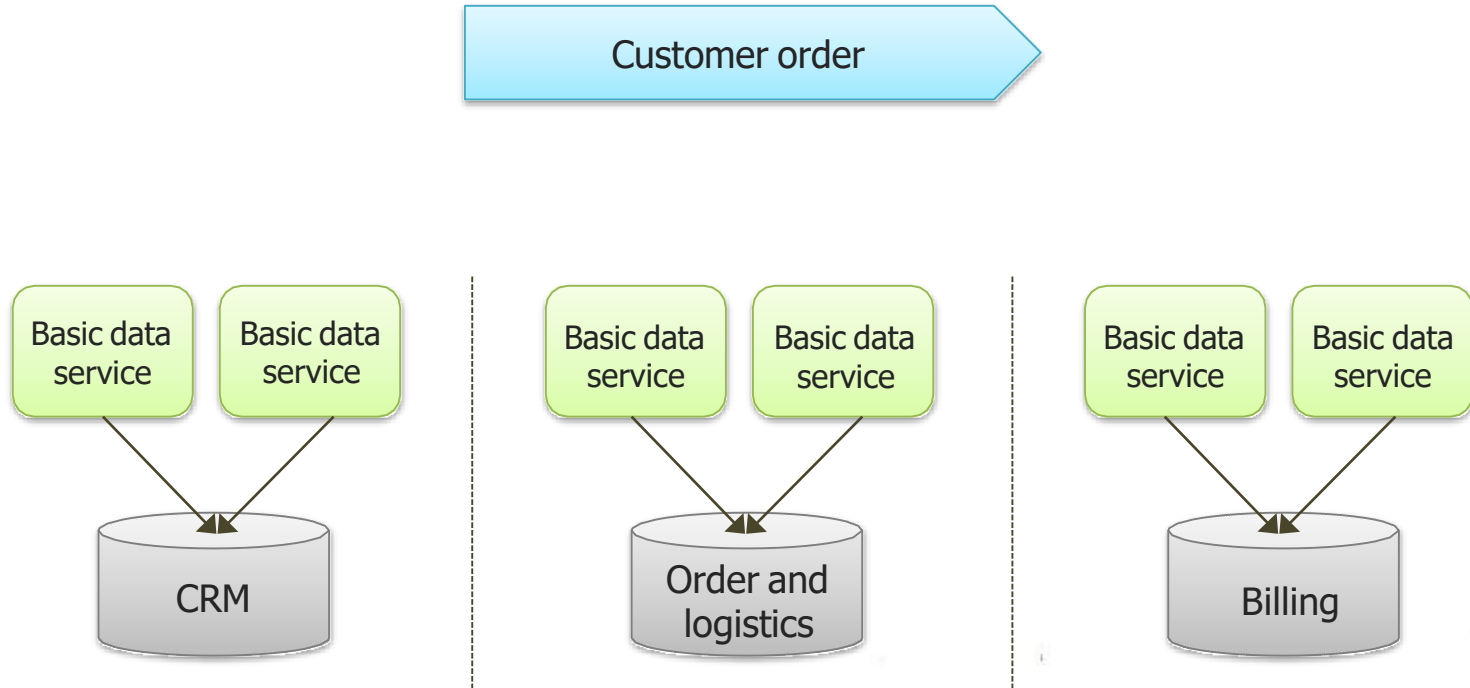 Customer order
Basic data
service
Basic data
service
Basic data
service
Basic data
service
Basic data
service
Basic data
service
CRM
Order and
logistics
Billing